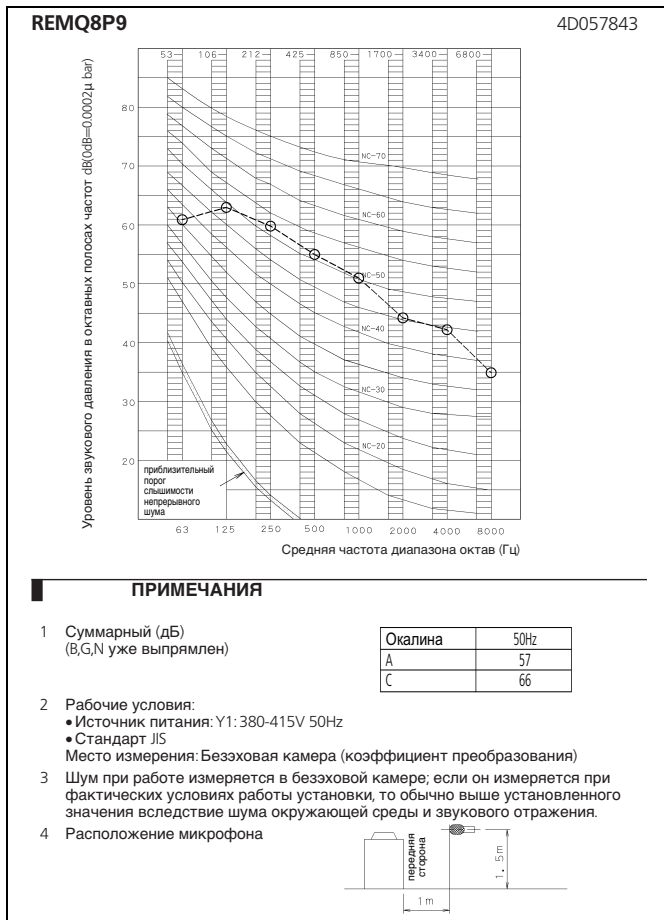 REMQ8P9
4D057843
53 106 212 425 850 1700 3400 6800
Уровень звукового давления в октавных полосах частот dB(0dB=0.0002μ bar)
80
70
60
50
40
30
20
NC-70
NC-60
NC-50
NC-40
NC-30
NC-20
приблизительный
порог
слышимости
непрерывного
шума
63 125 250 500 1000 2000 4000 8000
Средняя частота диапазона октав (Гц)
ПРИМЕЧАНИЯ
1 Суммарный (дБ)
(B,G,N уже выпрямлен)
Окалина 50Hz
A 57
C 66
2 Рабочие условия:
• Источник питания: Y1: 380-415V 50Hz
• Стандарт JIS
Место измерения: Безэховая камера (коэффициент преобразования)
3 Шум при работе измеряется в безэховой камере; если он измеряется при
фактических условиях работы установки, то обычно выше установленного
значения вследствие шума окружающей среды и звукового отражения.
4 Расположение микрофона
передняя
сторона
1.5m
1m